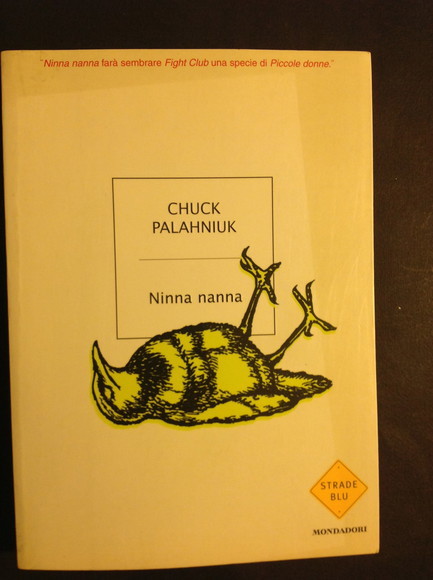 "Ninna nanna farà sembrare Fight Club una specie di Piccole donne."
CHUCK
PALAHNIUK
Ninna nanna
STRADE
BLU
MONDADORI